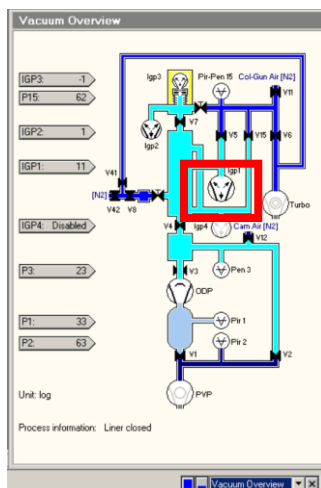 Vacuum Overview
IGP3: -1
P15: 62
IGP2: 1
IGP1: 11
IGP4: Disabled
P3: 23
P1: 33
P2: 63
Unit: log
Process information: Liner closed
Igp3
Pir-Pen 15
Col-Gun Air [N2]
V11
V7
Igp2
V5
V15
V6
V41
Igp1
[N2]
V42
V8
Turbo
V4
Igp4
Cam Air [N2]
V12
V3
Pen 3
ODP
Pir 1
Pir 2
V1
V2
PVP
Vacuum Overview